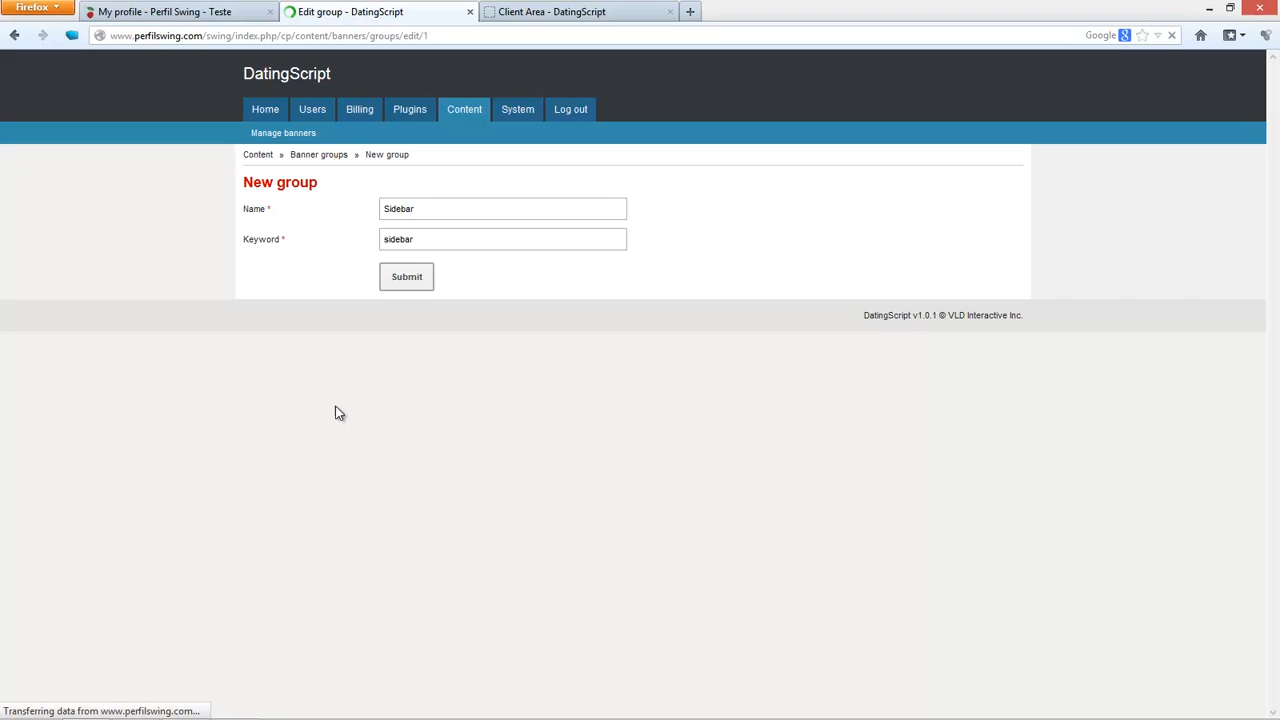 Firefox
My profile - Perfil Swing - Teste
Edit group - DatingScript
Client Area - DatingScript
www.perfilswing.com/swing/index.php/cp/content/banners/groups/edit/1
Google
DatingScript
Home Users Billing Plugins Content System Log out
Manage banners
Content » Banner groups » New group
New group
Name * Sidebar
Keyword * sidebar
Submit
DatingScript v1.0.1 © VLD Interactive Inc.
Transferring data from www.perfilswing.com...